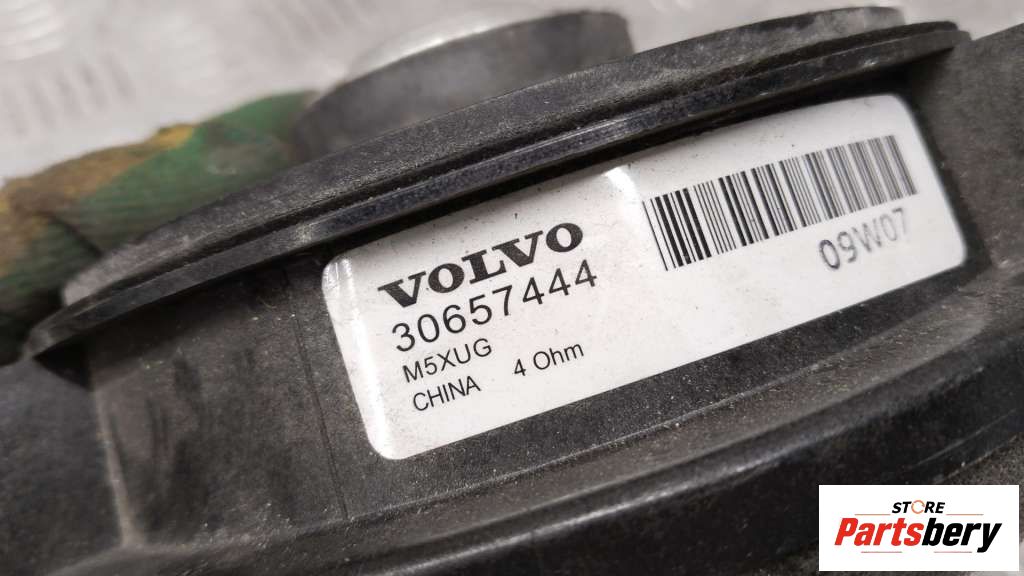 VOLVO
30657444
M5XUG
CHINA 4 Ohm
09W07
STORE
Partsbery